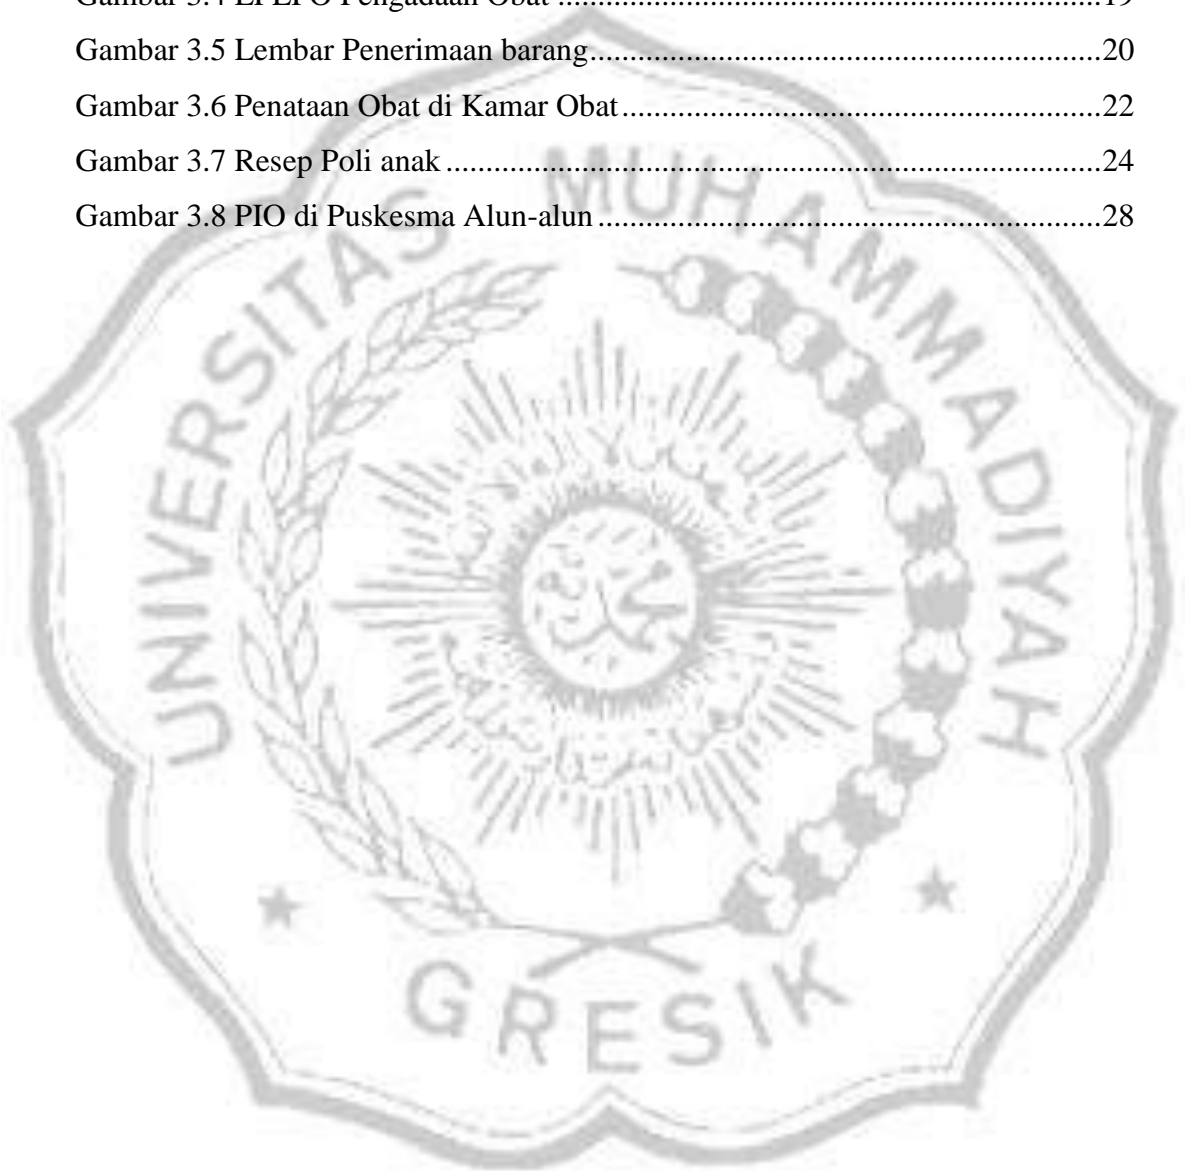 Gambar 3.5 Lembar Penerimaan barang....................................................................20
Gambar 3.6 Penataan Obat di Kamar Obat................................................................22
Gambar 3.7 Resep Poli anak......................................................................................24
Gambar 3.8 PIO di Puskesma Alun-alun...................................................................28
UNIVERSITAS MUHAMMADIYAH
GRESIK